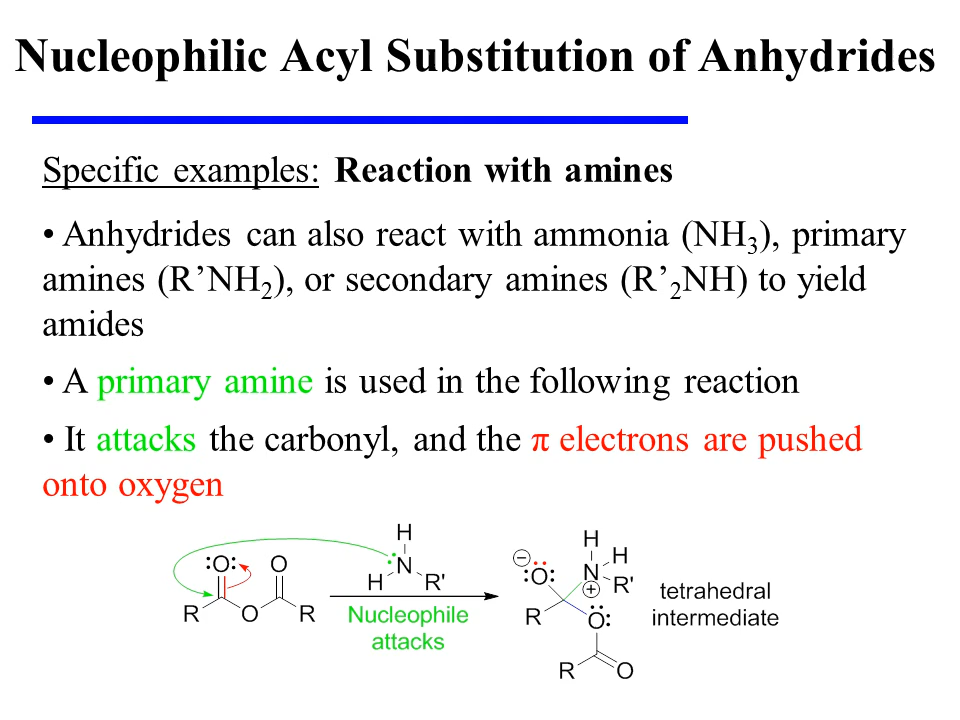 Nucleophilic Acyl Substitution of Anhydrides
Specific examples: Reaction with amines
• Anhydrides can also react with ammonia (NH₃), primary
amines (R’NH₂), or secondary amines (R’₂NH) to yield
amides
• A primary amine is used in the following reaction
• It attacks the carbonyl, and the π electrons are pushed
onto oxygen
O O
R O R
H
N
H R'
Nucleophile
attacks
H
− O N H
+ R'
R O
R O
tetrahedral
intermediate